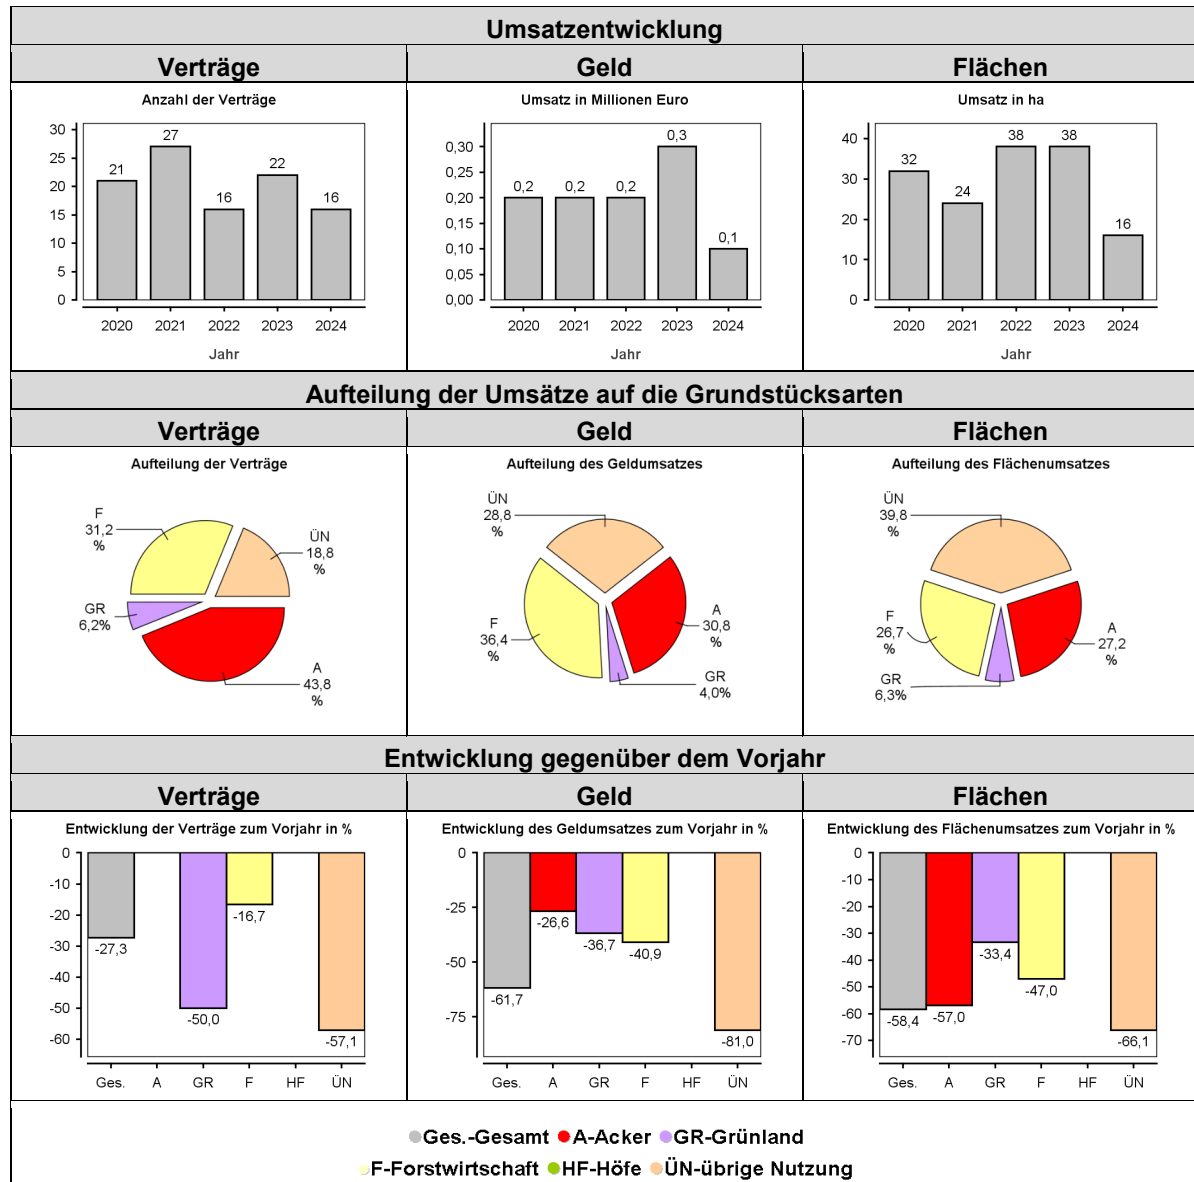 Umsatzentwicklung
Verträge
Geld
Flächen
Anzahl der Verträge
30
25
20
15
10
5
0
21
27
16
22
16
2020 2021 2022 2023 2024
Jahr
Umsatz in Millionen Euro
0,30
0,25
0,20
0,15
0,10
0,05
0,00
0,2
0,2
0,2
0,3
0,1
2020 2021 2022 2023 2024
Jahr
Umsatz in ha
40
30
20
10
0
32
24
38
38
16
2020 2021 2022 2023 2024
Jahr
Aufteilung der Umsätze auf die Grundstücksarten
Verträge
Geld
Flächen
Aufteilung der Verträge
F
31,2
%
ÜN
18,8
%
GR
6,2%
A
43,8
%
Aufteilung des Geldumsatzes
ÜN
28,8
%
F
36,4
%
A
30,8
%
GR
4,0%
Aufteilung des Flächenumsatzes
ÜN
39,8
%
F
26,7
%
A
27,2
%
GR
6,3%
Entwicklung gegenüber dem Vorjahr
Verträge
Geld
Flächen
Entwicklung der Verträge zum Vorjahr in %
0
-10
-20
-30
-40
-50
-60
-27,3
-50,0
-16,7
-57,1
Ges. A GR F HF ÜN
Entwicklung des Geldumsatzes zum Vorjahr in %
0
-25
-50
-75
-61,7
-26,6
-36,7
-40,9
-81,0
Ges. A GR F HF ÜN
Entwicklung des Flächenumsatzes zum Vorjahr in %
0
-10
-20
-30
-40
-50
-60
-70
-58,4
-57,0
-33,4
-47,0
-66,1
Ges. A GR F HF ÜN
Ges.-Gesamt A-Acker GR-Grünland
F-Forstwirtschaft HF-Höfe ÜN-übrige Nutzung